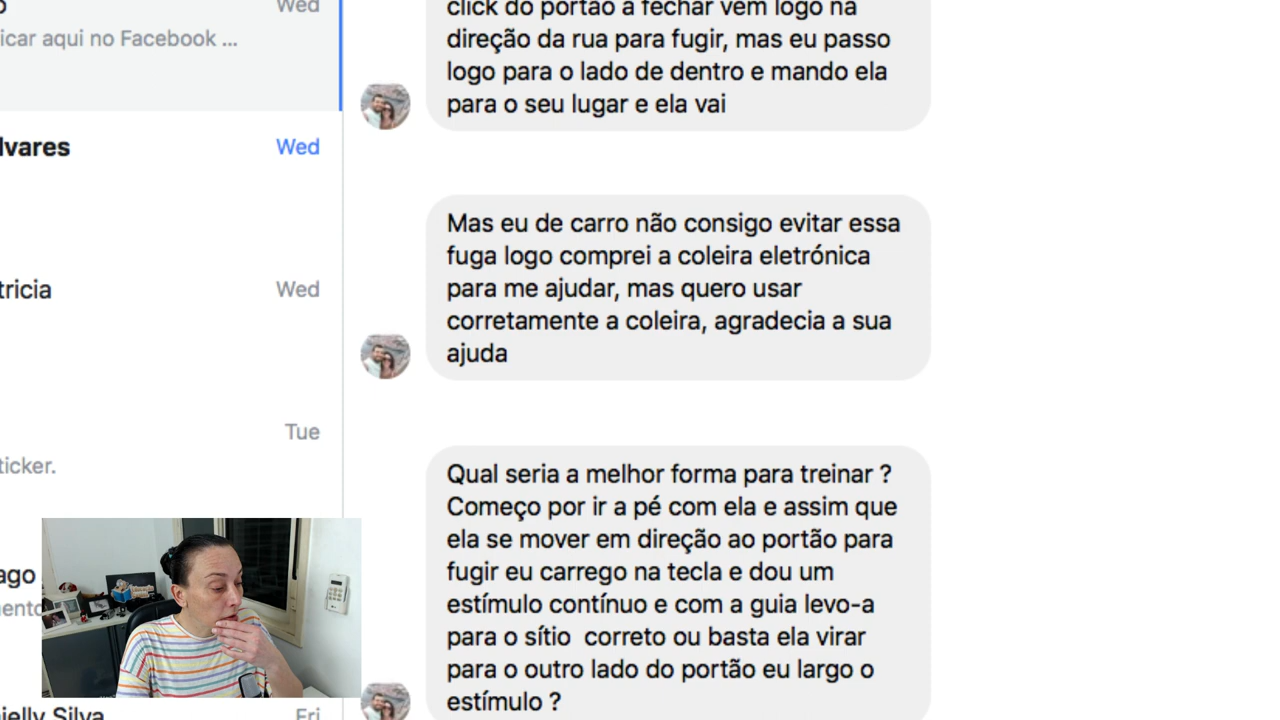 Wed
icar aqui no Facebook ...
lvares
Wed
tricia
Wed
Tue
ticker.
ago
mento
ielly Silva
Fri
click do portão a fechar vem logo na
direção da rua para fugir, mas eu passo
logo para o lado de dentro e mando ela
para o seu lugar e ela vai
Mas eu de carro não consigo evitar essa
fuga logo comprei a coleira eletrónica
para me ajudar, mas quero usar
corretamente a coleira, agradecia a sua
ajuda
Qual seria a melhor forma para treinar ?
Começo por ir a pé com ela e assim que
ela se mover em direção ao portão para
fugir eu carrego na tecla e dou um
estímulo contínuo e com a guia levo-a
para o sítio correto ou basta ela virar
para o outro lado do portão eu largo o
estímulo ?